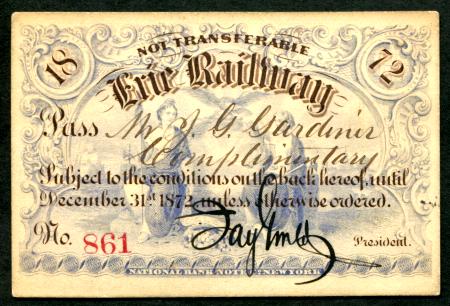 NOT TRANSFERABLE
18 72
Erie Railway
Pass Mr J. G. Gardiner
Complimentary
Subject to the conditions on the back hereof, until
December 31st 1872, unless otherwise ordered.
No. 861 Jay Gould President.
NATIONAL BANK NOTE Co. NEW YORK